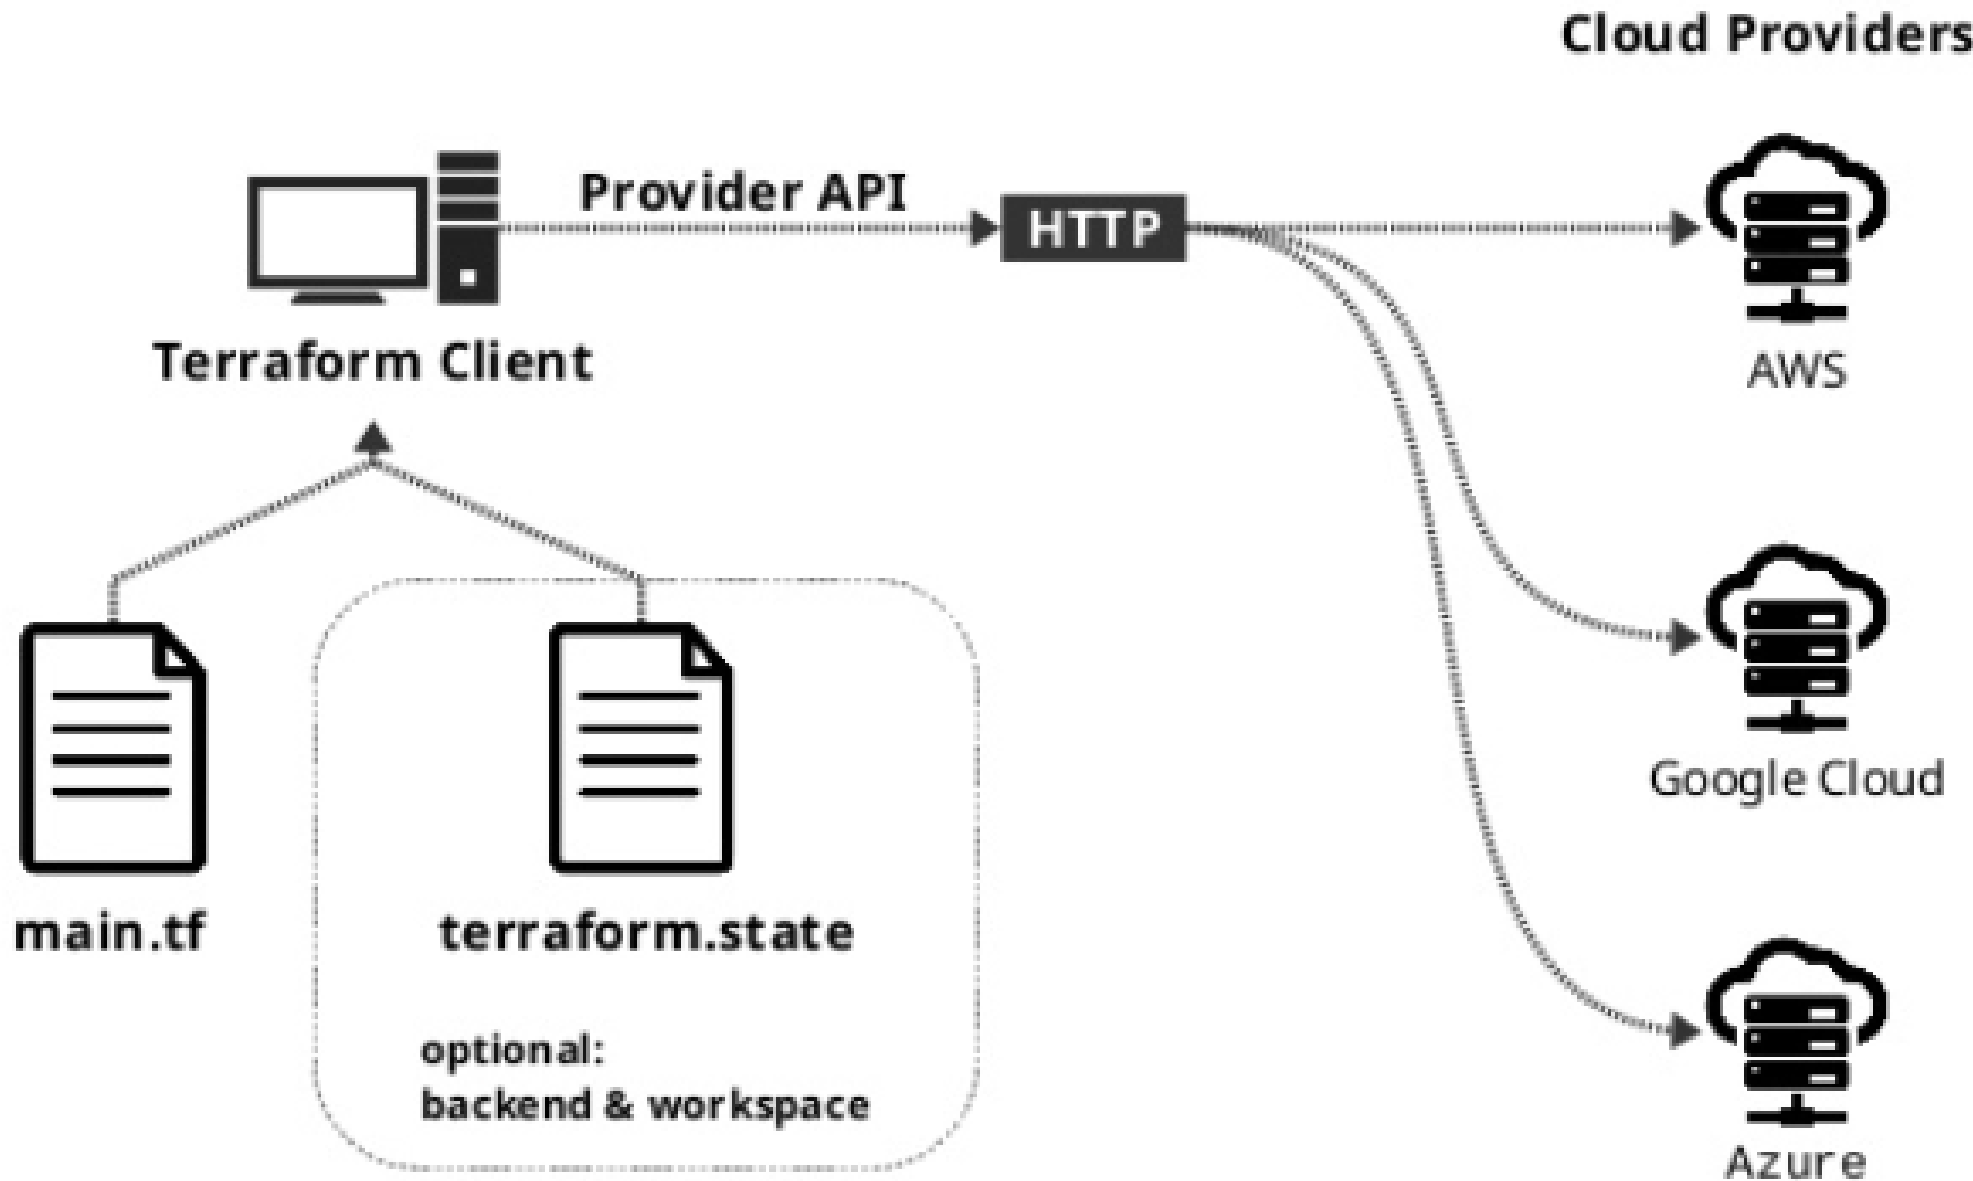 Cloud Providers
Provider API
HTTP
Terraform Client
AWS
Google Cloud
main.tf
terraform.state
optional:
backend & workspace
Azure